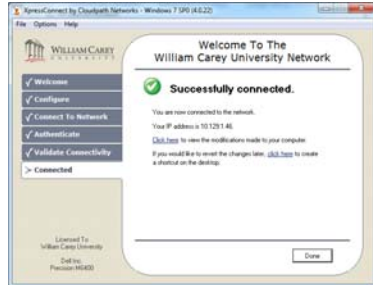 XpressConnect by Cloudpath Networks - Windows 7 SP0 (4.0.22)
File Options Help
WILLIAM CAREY
UNIVERSITY
√ Welcome
√ Configure
√ Connect To Network
√ Authenticate
√ Validate Connectivity
> Connected
Licensed To
William Carey University
Dell Inc.
Precision M6400
Welcome To The
William Carey University Network
Successfully connected.
You are now connected to the network.
Your IP address is 10.129.1.46.
Click here to view the modifications made to your computer.
If you would like to revert the changes later, click here to create
a shortcut on the desktop.
Done